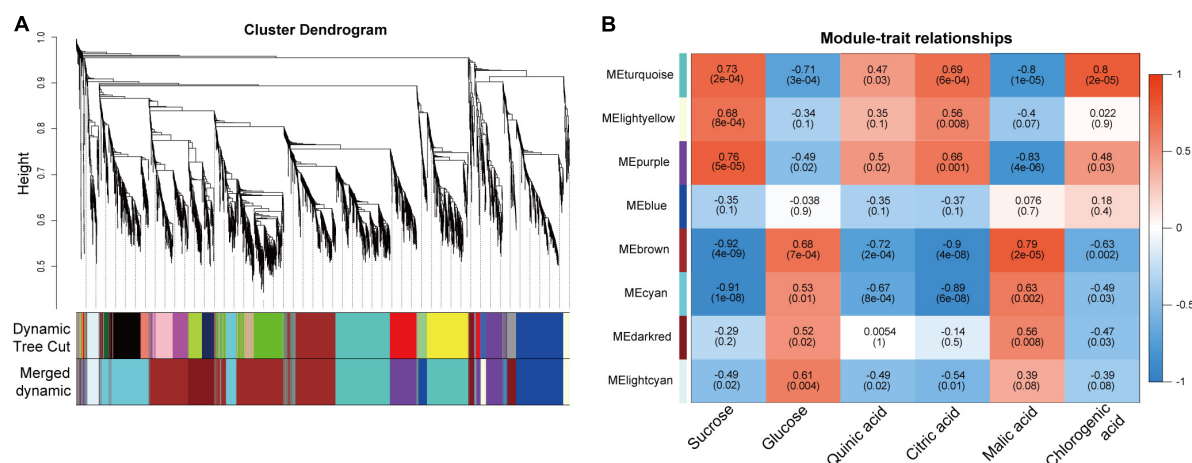 A
Cluster Dendrogram
Height
1.0
0.9
0.8
0.7
0.6
0.5
Dynamic
Tree Cut
Merged
dynamic
B
Module-trait relationships
MEturquoise
0.73 -0.71 0.47 0.69 -0.8 0.8
(2e-04) (3e-04) (0.03) (6e-04) (1e-05) (2e-05)
MElightyellow
0.68 -0.34 0.35 0.56 -0.4 0.022
(8e-04) (0.1) (0.1) (0.008) (0.07) (0.9)
MEpurple
0.76 -0.49 0.5 0.66 -0.83 0.48
(5e-05) (0.02) (0.02) (0.001) (4e-06) (0.03)
MEblue
-0.35 -0.038 -0.35 -0.37 0.076 0.18
(0.1) (0.9) (0.1) (0.1) (0.7) (0.4)
MEbrown
-0.92 0.68 -0.72 -0.9 0.79 -0.63
(4e-09) (7e-04) (2e-04) (4e-08) (2e-05) (0.002)
MEcyan
-0.91 0.53 -0.67 -0.89 0.63 -0.49
(1e-08) (0.01) (8e-04) (6e-08) (0.002) (0.03)
MEdarkred
-0.29 0.52 0.0054 -0.14 0.56 -0.47
(0.2) (0.02) (1) (0.5) (0.008) (0.03)
MElightcyan
-0.49 0.61 -0.49 -0.54 0.39 -0.39
(0.02) (0.004) (0.02) (0.01) (0.08) (0.08)
Sucrose
Glucose
Quinic acid
Citric acid
Malic acid
Chlorogenic
acid
1
0.5
0
-0.5
-1